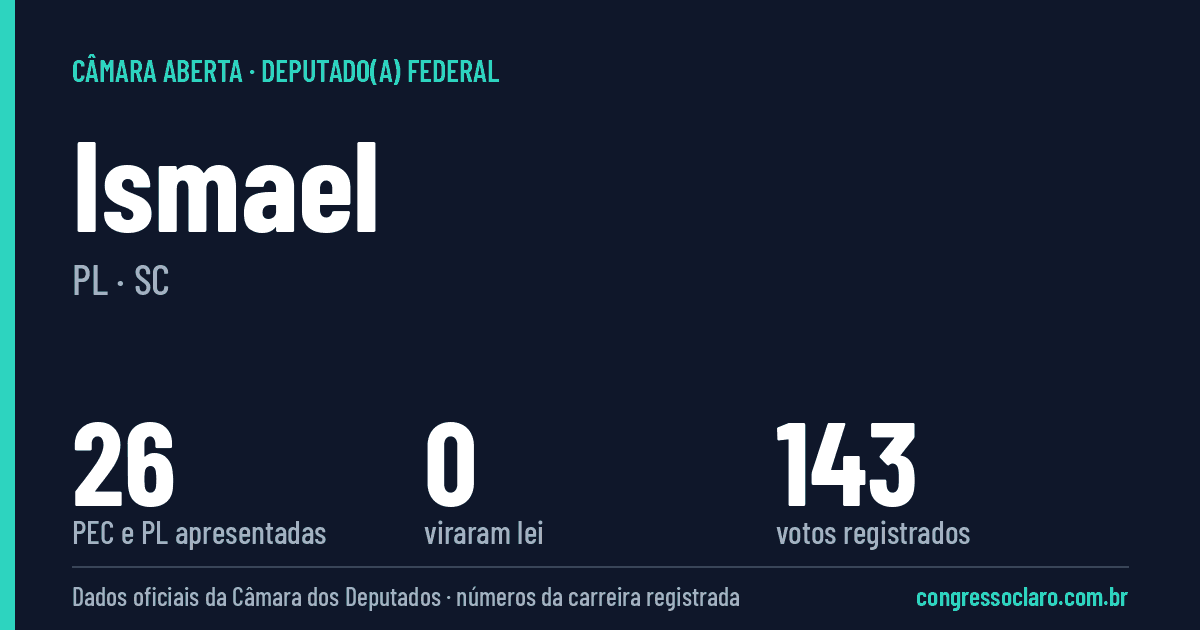 CÂMARA ABERTA · DEPUTADO(A) FEDERAL
Ismael
PL · SC
26
PEC e PL apresentadas
0
viraram lei
143
votos registrados
Dados oficiais da Câmara dos Deputados · números da carreira registrada
congressoclaro.com.br